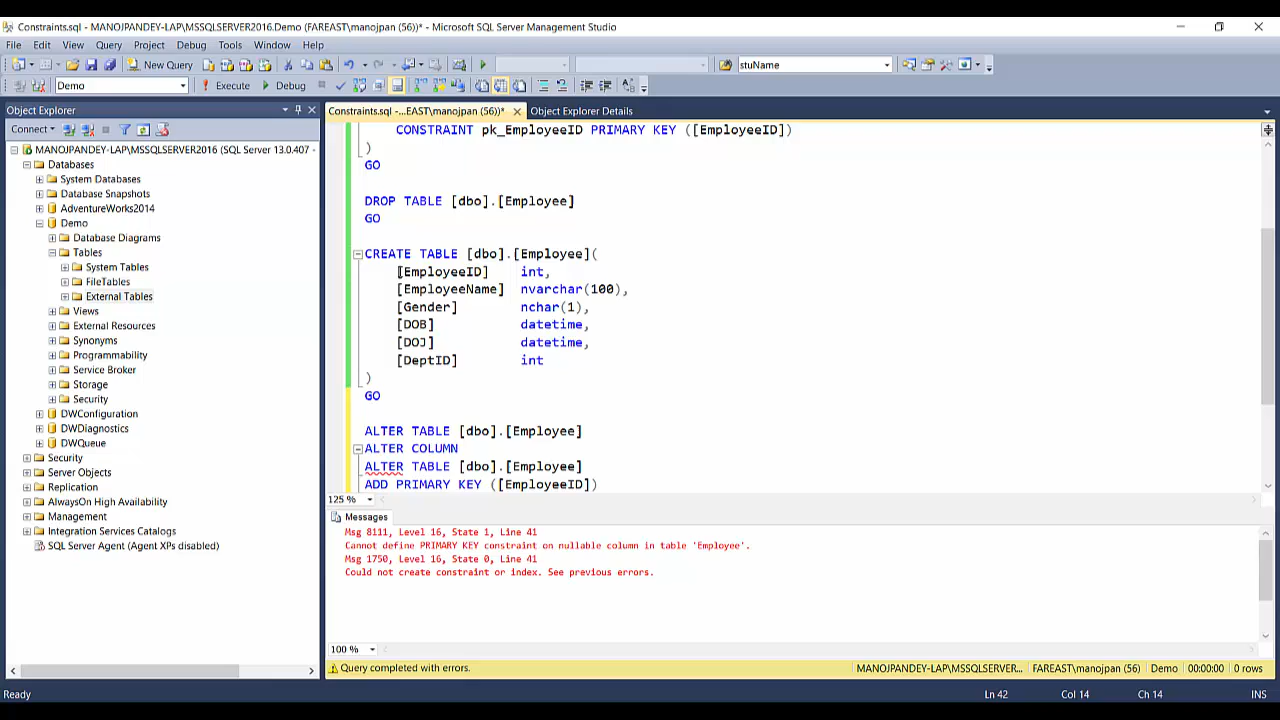 Constraints.sql - MANOJPANDEY-LAP\MSSQLSERVER2016.Demo (FAREAST\manojpan (56))* - Microsoft SQL Server Management Studio
File Edit View Query Project Debug Tools Window Help
New Query stuName
Demo Execute Debug
Object Explorer
Connect
MANOJPANDEY-LAP\MSSQLSERVER2016 (SQL Server 13.0.407 -
Databases
System Databases
Database Snapshots
AdventureWorks2014
Demo
Database Diagrams
Tables
System Tables
FileTables
External Tables
Views
External Resources
Synonyms
Programmability
Service Broker
Storage
Security
DWConfiguration
DWDiagnostics
DWQueue
Security
Server Objects
Replication
AlwaysOn High Availability
Management
Integration Services Catalogs
SQL Server Agent (Agent XPs disabled)
Constraints.sql -...EAST\manojpan (56))* Object Explorer Details
CONSTRAINT pk_EmployeeID PRIMARY KEY ([EmployeeID])
)
GO
DROP TABLE [dbo].[Employee]
GO
CREATE TABLE [dbo].[Employee](
[EmployeeID] int,
[EmployeeName] nvarchar(100),
[Gender] nchar(1),
[DOB] datetime,
[DOJ] datetime,
[DeptID] int
)
GO
ALTER TABLE [dbo].[Employee]
ALTER COLUMN
ALTER TABLE [dbo].[Employee]
ADD PRIMARY KEY ([EmployeeID])
125 %
Messages
Msg 8111, Level 16, State 1, Line 41
Cannot define PRIMARY KEY constraint on nullable column in table 'Employee'.
Msg 1750, Level 16, State 0, Line 41
Could not create constraint or index. See previous errors.
100 %
Query completed with errors. MANOJPANDEY-LAP\MSSQLSERVER... FAREAST\manojpan (56) Demo 00:00:00 0 rows
Ready Ln 42 Col 14 Ch 14 INS